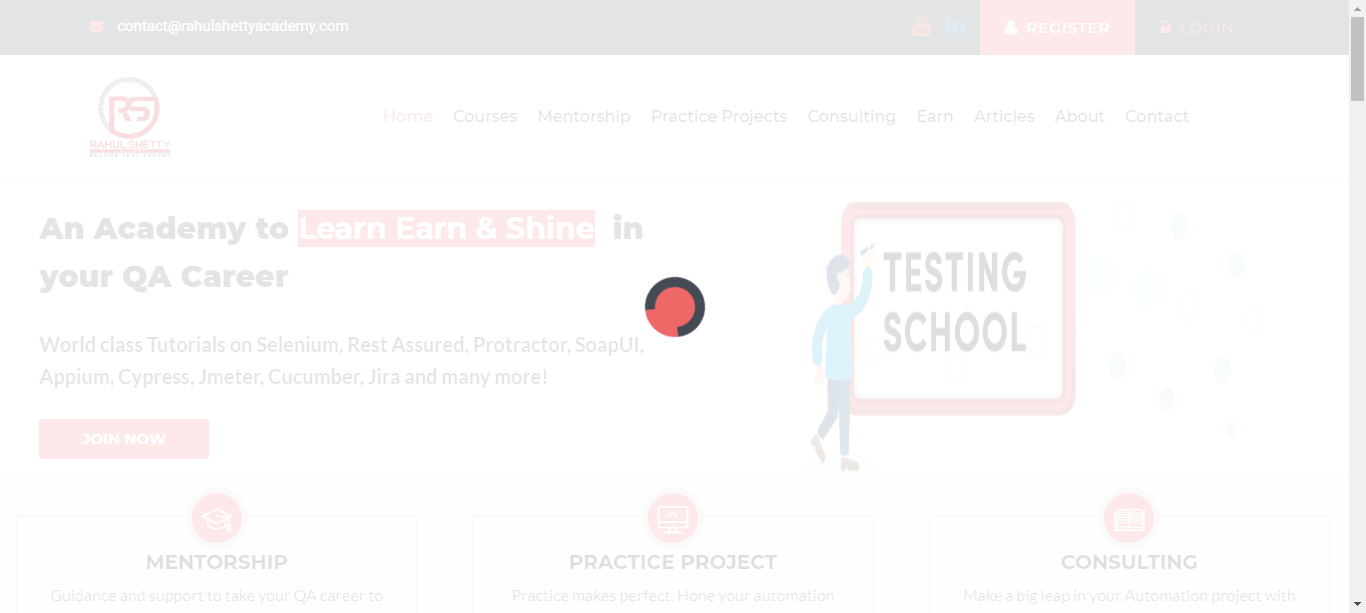 contact@rahulshettyacademy.com
REGISTER
LOGIN
RS
RAHUL SHETTY
Home Courses Mentorship Practice Projects Consulting Earn Articles About Contact
An Academy to Learn Earn & Shine in
your QA Career
World class Tutorials on Selenium, Rest Assured, Protractor, SoapUI,
Appium, Cypress, Jmeter, Cucumber, Jira and many more!
JOIN NOW
TESTING
SCHOOL
MENTORSHIP
Guidance and support to take your QA career to
PRACTICE PROJECT
Practice makes perfect. Hone your automation
CONSULTING
Make a big leap in your Automation project with